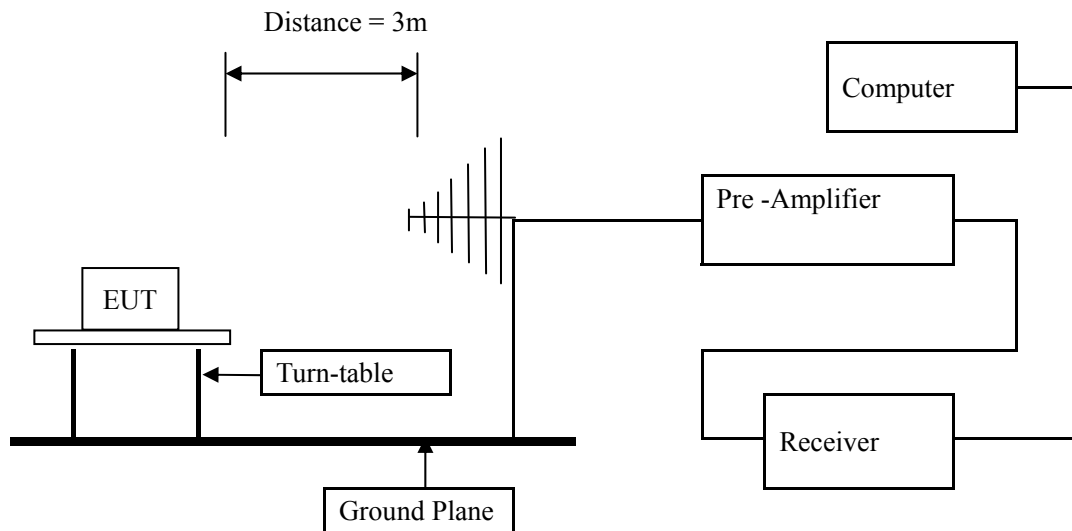 Distance = 3m
Computer
Pre -Amplifier
EUT
Turn-table
Receiver
Ground Plane